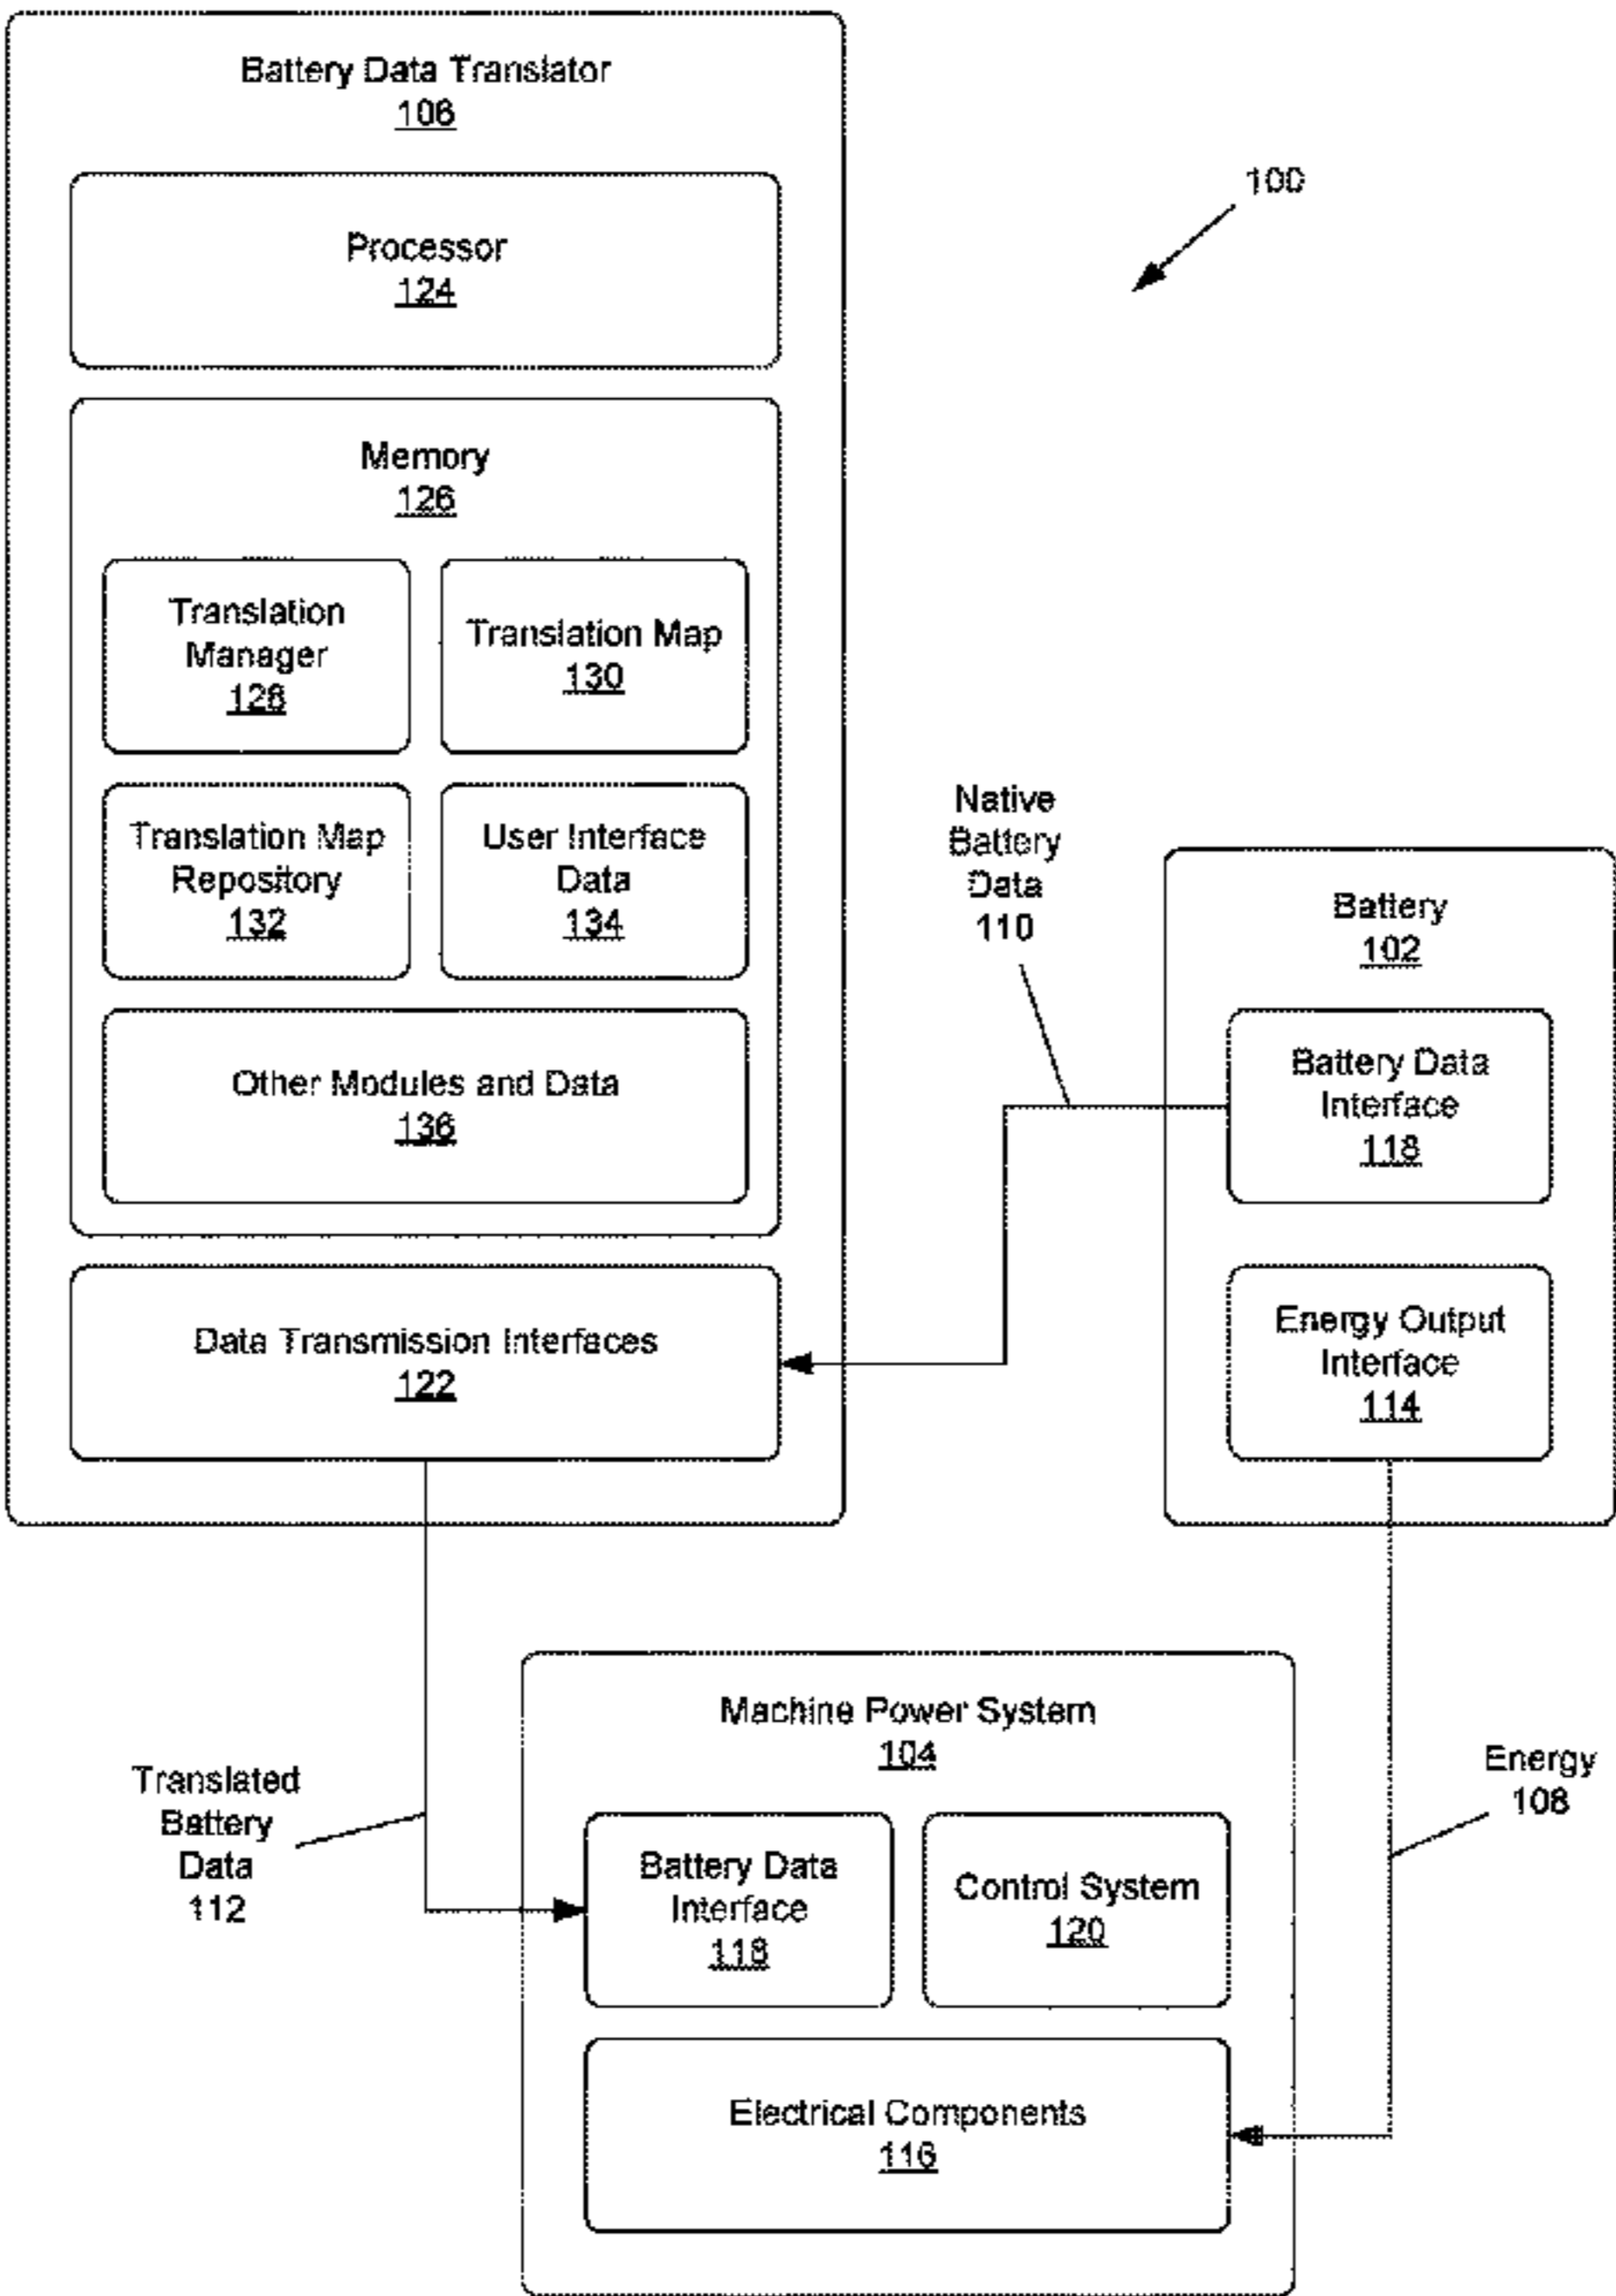 Battery Data Translator
106
Processor
124
Memory
126
Translation
Manager
128
Translation Map
130
Translation Map
Repository
132
User Interface
Data
134
Other Modules and Data
136
Data Transmission Interfaces
122
100
Native
Battery
Data
110
Battery
102
Battery Data
Interface
118
Energy Output
Interface
114
Machine Power System
104
Battery Data
Interface
118
Control System
120
Electrical Components
116
Translated
Battery
Data
112
Energy
108